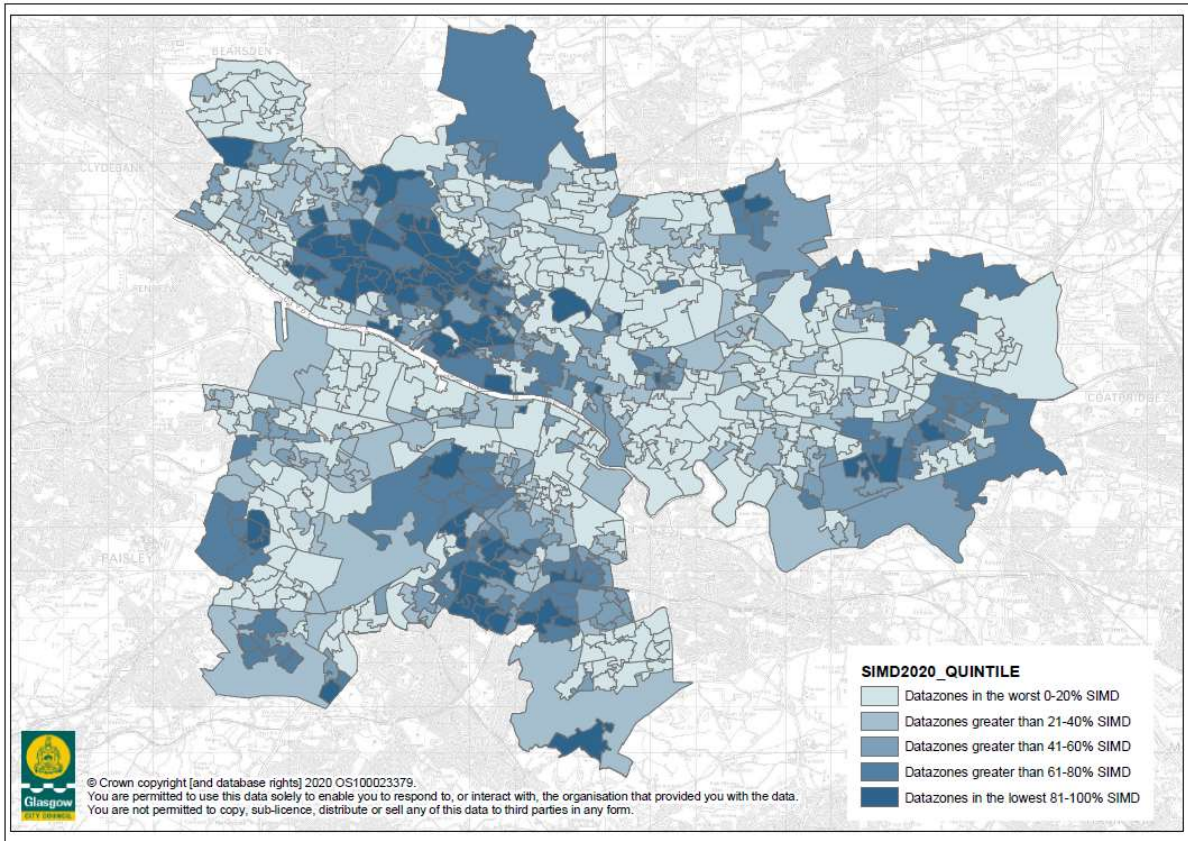 BEARSDEN
CLYDEBANK
RENFREW
COATBRIDGE
PAISLEY
SIMD2020_QUINTILE
Datazones in the worst 0-20% SIMD
Datazones greater than 21-40% SIMD
Datazones greater than 41-60% SIMD
Datazones greater than 61-80% SIMD
Datazones in the lowest 81-100% SIMD
Glasgow
CITY COUNCIL
© Crown copyright [and database rights] 2020 OS100023379.
You are permitted to use this data solely to enable you to respond to, or interact with, the organisation that provided you with the data.
You are not permitted to copy, sub-licence, distribute or sell any of this data to third parties in any form.